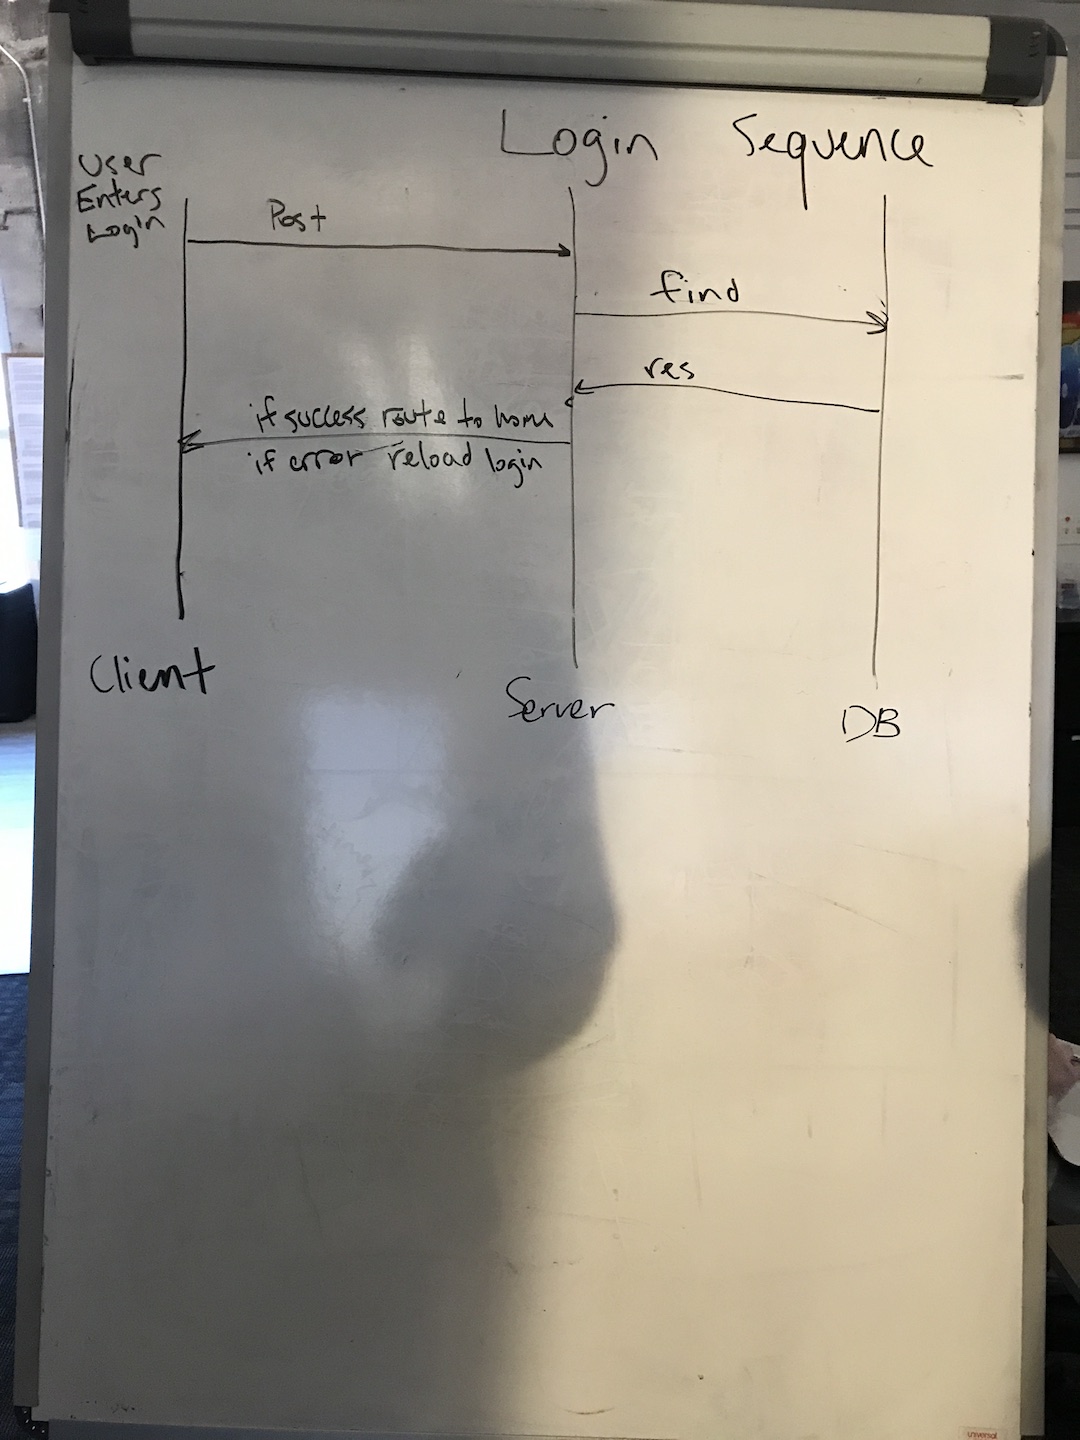 Login Sequence
User
Enters
Login
Post
find
res
if success route to home
if error reload login
Client
Server
DB
universal